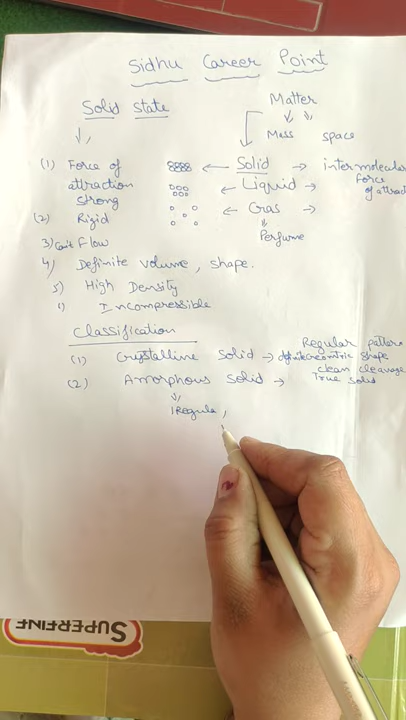 Sidhu Career Point
Solid state
Matter
Mass space
(1) Force of attraction strong
Solid → intermolecular force of attrac
Liquid →
(2) Rigid
Gas →
Perfume
3) Can't Flow
4) Definite volume, shape.
5) High Density
Incompressible
Classification
(1) Crystalline Solid → Regular pattern
definite Geometric shape
clean cleavage
True solid
(2) Amorphous Solid →
IRegula,
SUPERFINE